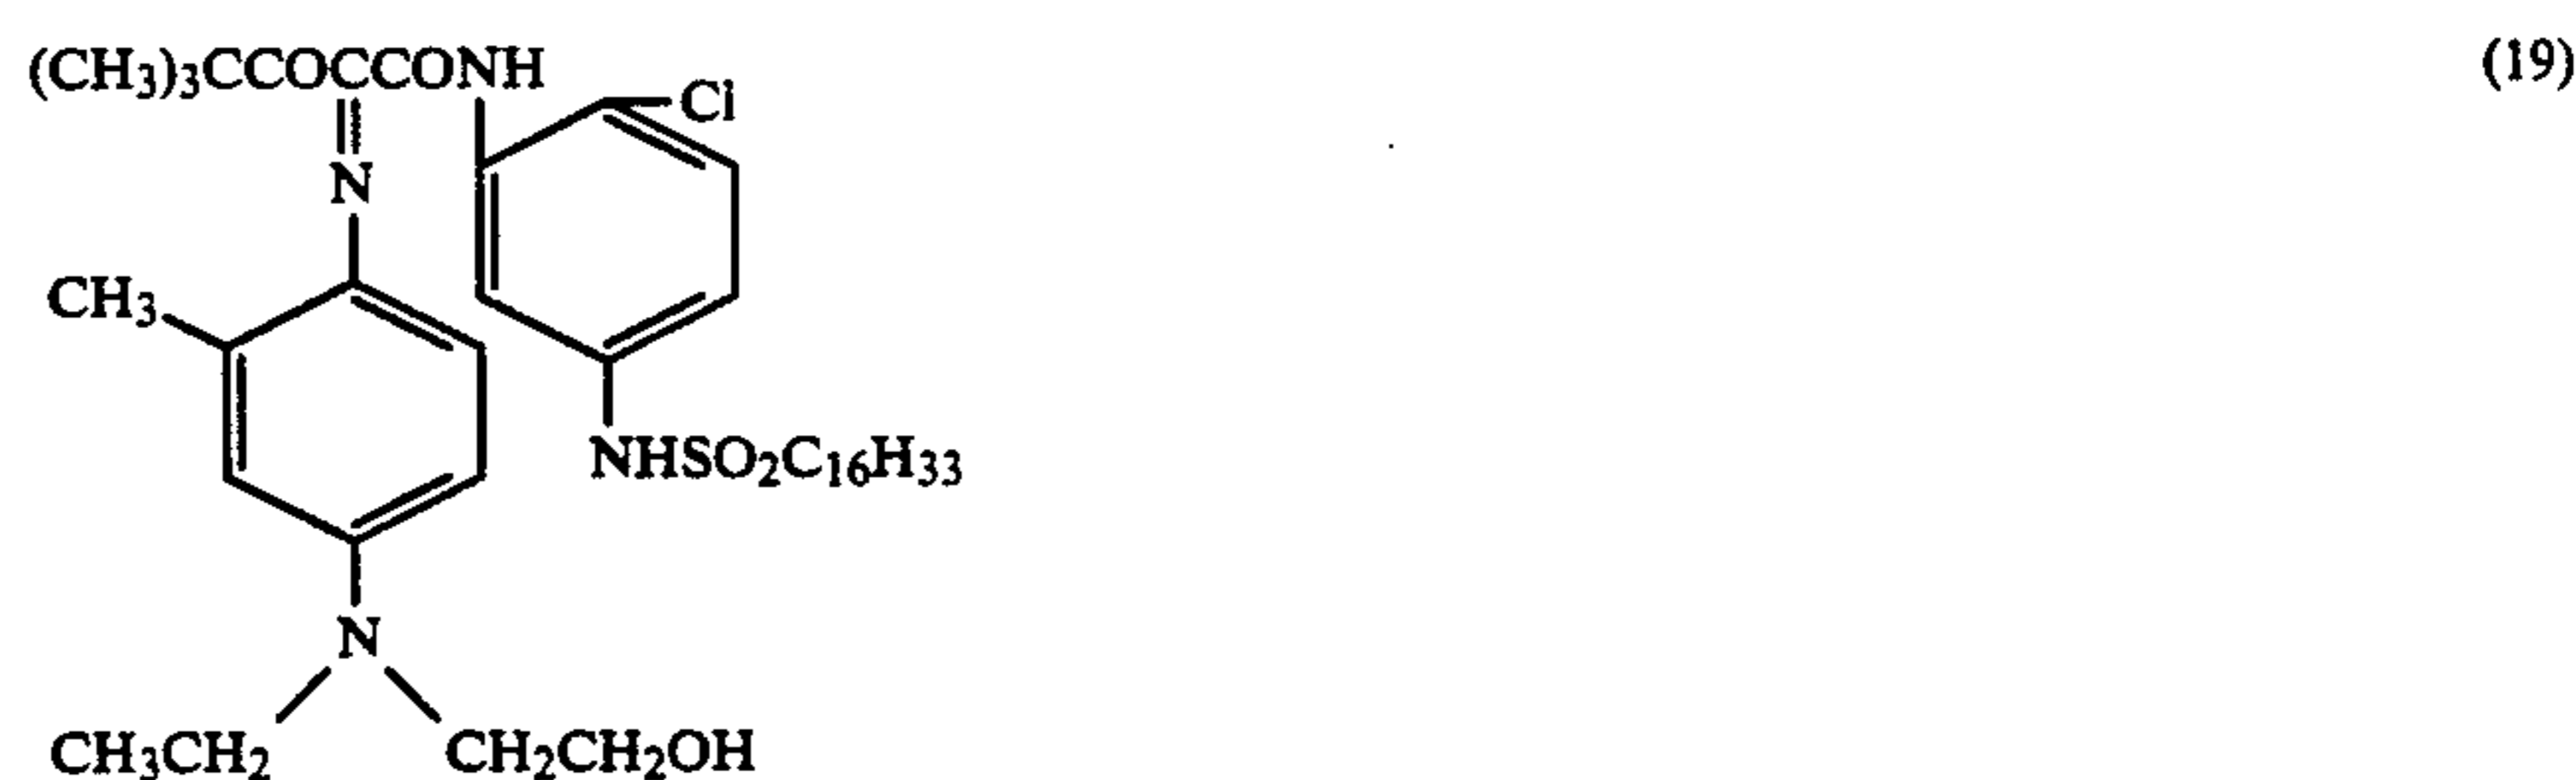 (CH3)3CCOCCONH (19)
Cl
N
CH3
NHSO2C16H33
N
CH3CH2 CH2CH2OH